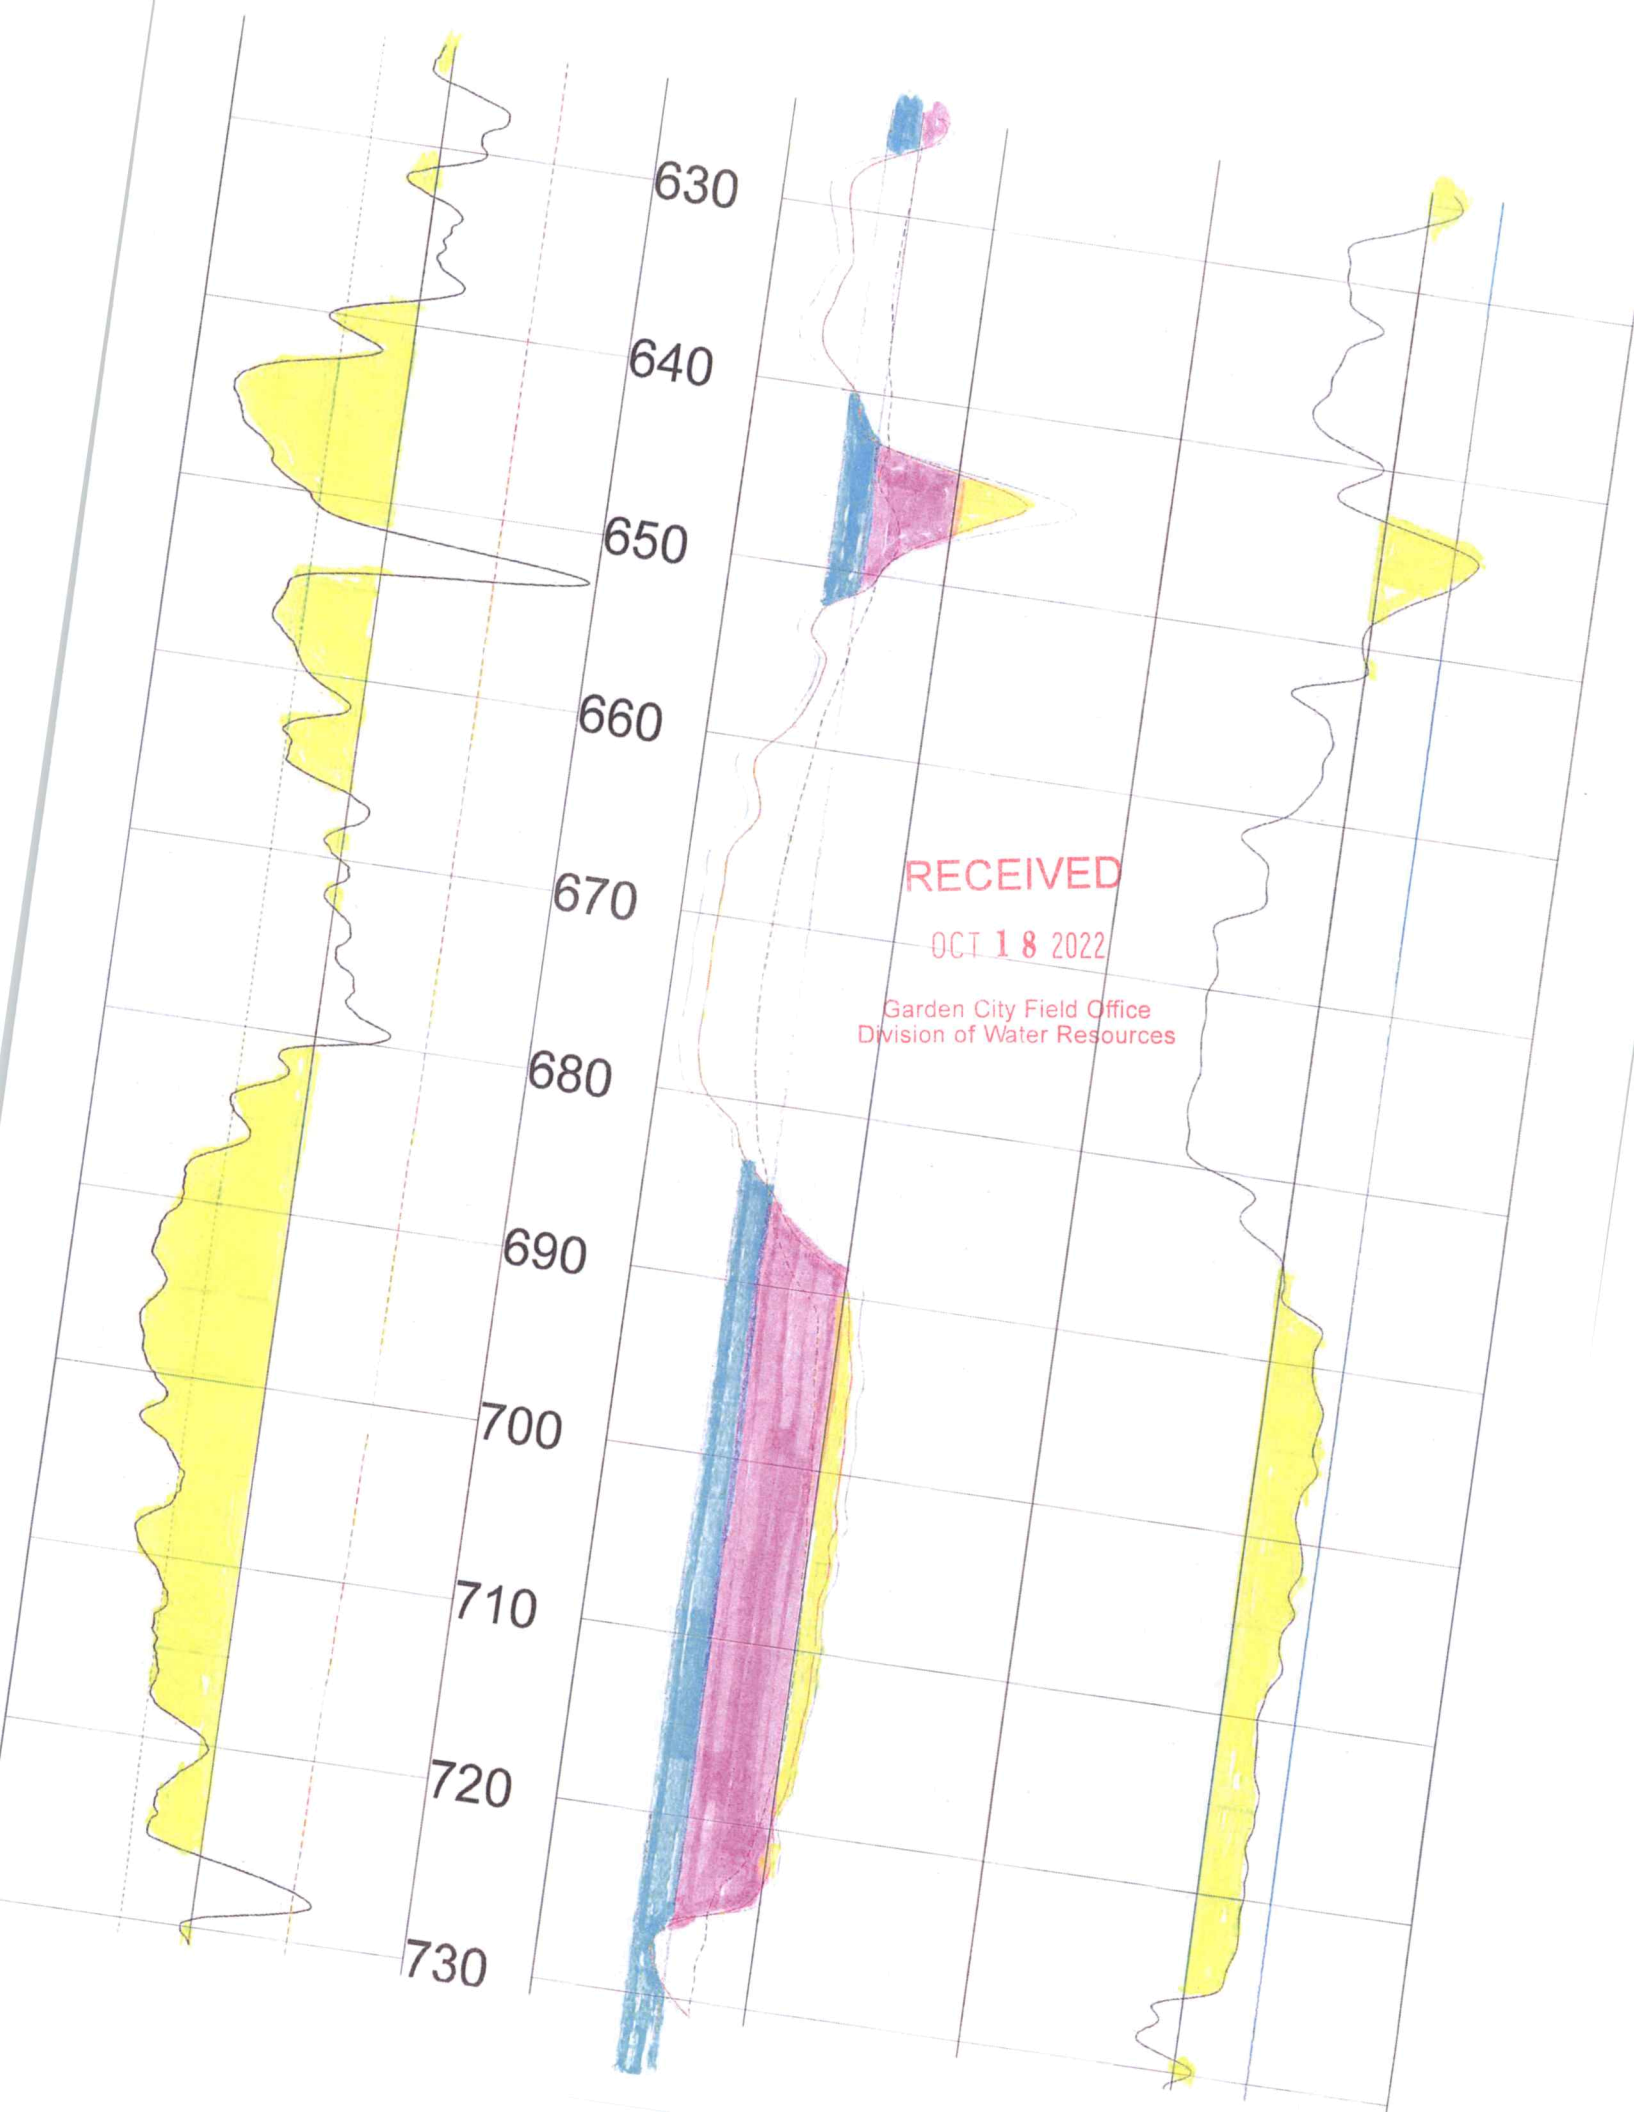 630
640
650
660
670
RECEIVED
OCT 18 2022
Garden City Field Office
Division of Water Resources
680
690
700
710
720
730